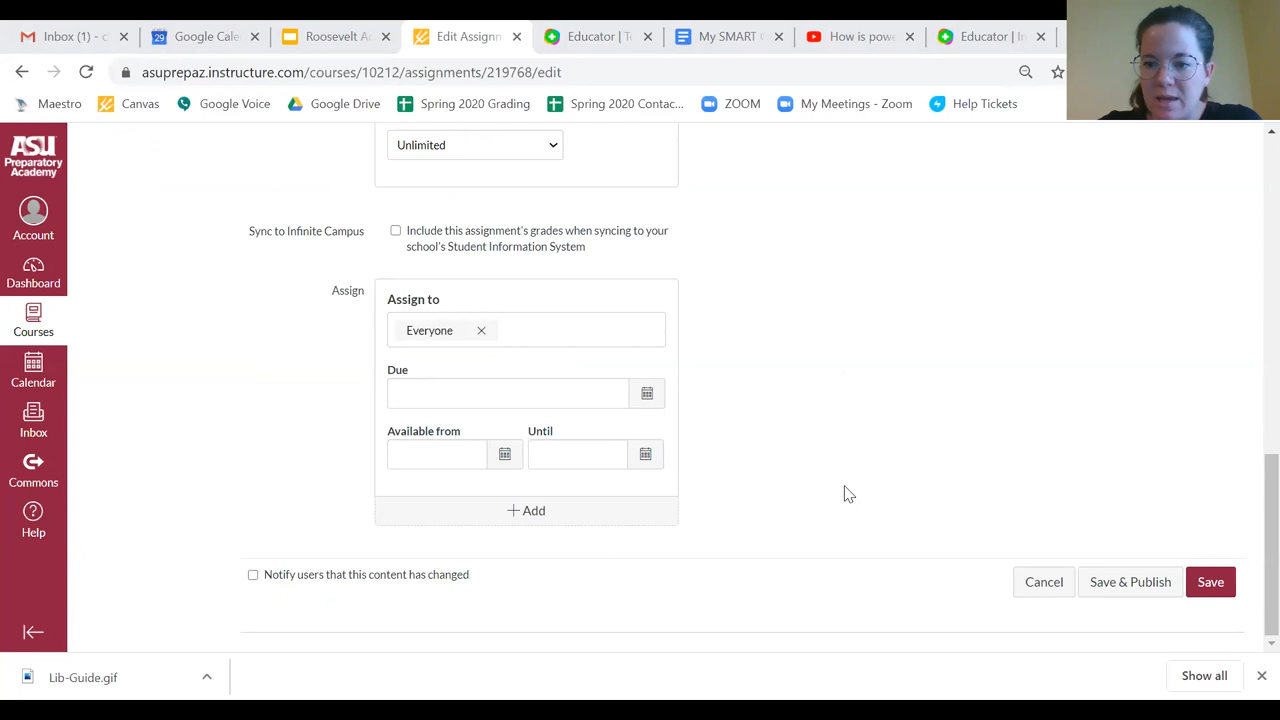 Inbox (1) - c
Google Cale
Roosevelt Ac
Edit Assignm
Educator | Te
My SMART G
How is powe
Educator | In
asuprepaz.instructure.com/courses/10212/assignments/219768/edit
Maestro
Canvas
Google Voice
Google Drive
Spring 2020 Grading
Spring 2020 Contac...
ZOOM
My Meetings - Zoom
Help Tickets
ASU
Preparatory
Academy
Account
Dashboard
Courses
Calendar
Inbox
Commons
Help
Unlimited
Sync to Infinite Campus
Include this assignment's grades when syncing to your
school's Student Information System
Assign
Assign to
Everyone
Due
Available from
Until
+ Add
Notify users that this content has changed
Cancel
Save & Publish
Save
Lib-Guide.gif
Show all